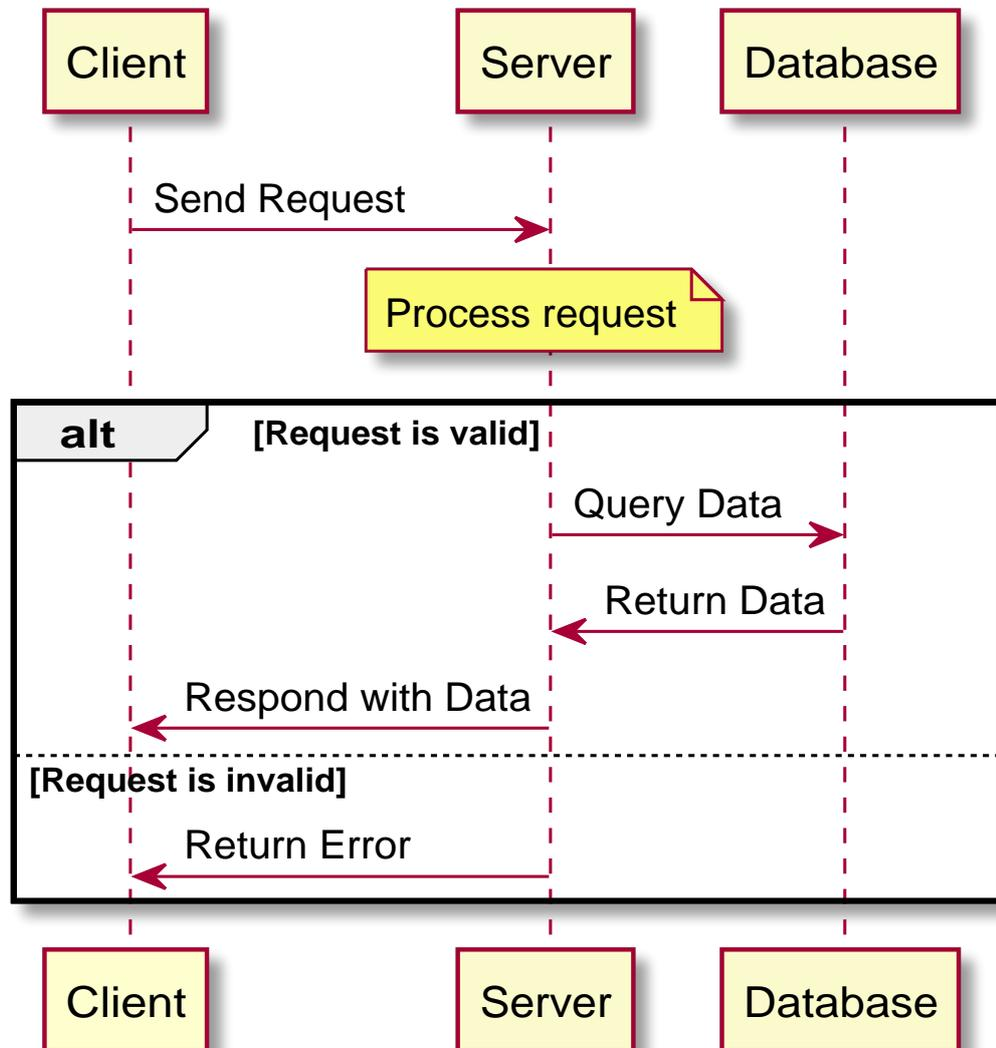 Client
Server
Database
Send Request
Process request
alt
[Request is valid]
Query Data
Return Data
Respond with Data
[Request is invalid]
Return Error
Client
Server
Database